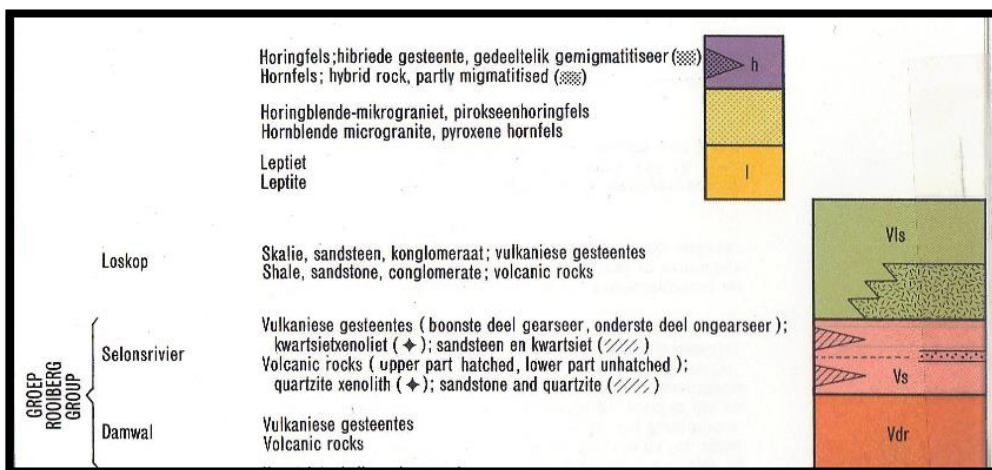 Horingfels; hibriede gesteente, gedeeltelik gemigmatitiseer ( )
Hornfels; hybrid rock, partly migmatitised ( )
h
Horingblende-mikrograniet, pirokseenhoringfels
Hornblende microgranite, pyroxene hornfels
Leptiet
Leptite
l
Vls
Loskop
Skalie, sandsteen, konglomeraat; vulkaniese gesteentes
Shale, sandstone, conglomerate; volcanic rocks
GROEP
ROOIBERG
GROUP
Selonsrivier
Vulkaniese gesteentes ( boonste deel gearseer, onderste deel ongearseer );
kwartsietxenoliet ( ✦ ); sandsteen en kwartsiet ( //// )
Volcanic rocks ( upper part hatched, lower part unhatched );
quartzite xenolith ( ✦ ); sandstone and quartzite ( //// )
Vs
Damwal
Vulkaniese gesteentes
Volcanic rocks
Vdr